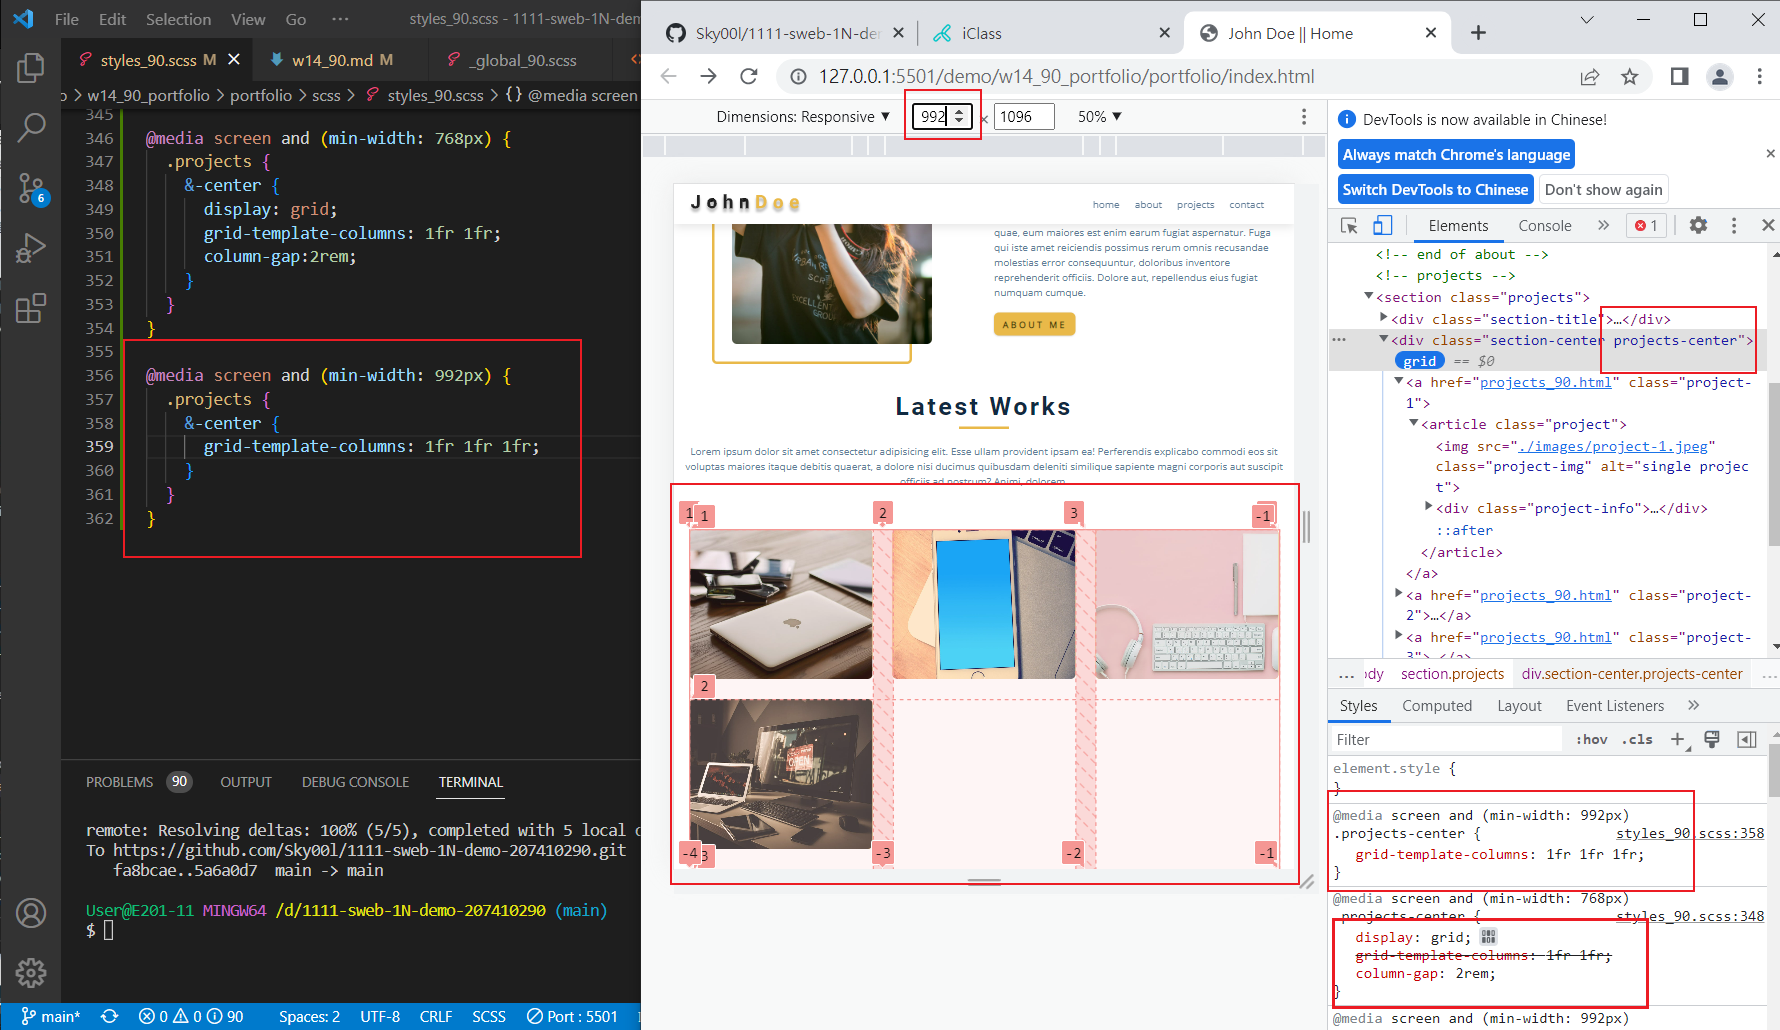 File Edit Selection View Go ··· styles_90.scss - 1111-sweb-1N-demo
styles_90.scss M w14_90.md M _global_90.scss
o > w14_90_portfolio > portfolio > scss > styles_90.scss > {} @media screen
345
346 @media screen and (min-width: 768px) {
347 .projects {
348 &-center {
349 display: grid;
350 grid-template-columns: 1fr 1fr;
351 column-gap:2rem;
352 }
353 }
354 }
355
356 @media screen and (min-width: 992px) {
357 .projects {
358 &-center {
359 grid-template-columns: 1fr 1fr 1fr;
360 }
361 }
362 }
6
PROBLEMS 90 OUTPUT DEBUG CONSOLE TERMINAL
remote: Resolving deltas: 100% (5/5), completed with 5 local
To https://github.com/Sky00l/1111-sweb-1N-demo-207410290.git
fa8bcae..5a6a0d7 main -> main
User@E201-11 MINGW64 /d/1111-sweb-1N-demo-207410290 (main)
$
main* 0 0 90 Spaces: 2 UTF-8 CRLF SCSS Port : 5501
Sky00l/1111-sweb-1N-de iClass John Doe || Home
127.0.0.1:5501/demo/w14_90_portfolio/portfolio/index.html
Dimensions: Responsive ▼ 992 × 1096 50% ▼
JohnDoe home about projects contact
quae, eum maiores est enim earum fugiat aspernatur. Fuga
qui iste amet reiciendis possimus rerum omnis recusandae
molestias error consequuntur, doloribus inventore
reprehenderit officiis. Dolore aut, repellendus eius fugiat
numquam cumque.
ABOUT ME
Latest Works
Lorem ipsum dolor sit amet consectetur adipisicing elit. Esse ullam provident ipsam ea! Perferendis explicabo commodi eos sit
voluptas maiores itaque debitis quaerat, a dolore nisi ducimus quibusdam deleniti similique sapiente magni corporis aut suscipit
officiis ad nostrum? Animi, dolorem.
1 1 2 3 -1
2
-4 3 -3 -2 -1
DevTools is now available in Chinese!
Always match Chrome's language
Switch DevTools to Chinese Don't show again
Elements Console » 1
<!-- end of about -->
<!-- projects -->
<section class="projects">
<div class="section-title">…</div>
<div class="section-center projects-center">
grid == $0
<a href="projects_90.html" class="project-
1">
<article class="project">
<img src="./images/project-1.jpeg"
class="project-img" alt="single projec
t">
<div class="project-info">…</div>
::after
</article>
</a>
<a href="projects_90.html" class="project-
2">…</a>
<a href="projects_90.html" class="project-
3">…</a>
... ody section.projects div.section-center.projects-center ...
Styles Computed Layout Event Listeners »
Filter :hov .cls +
element.style {
}
@media screen and (min-width: 992px)
.projects-center { styles_90.scss:358
grid-template-columns: 1fr 1fr 1fr;
}
@media screen and (min-width: 768px)
.projects-center { styles_90.scss:348
display: grid;
grid-template-columns: 1fr 1fr;
column-gap: 2rem;
}
@media screen and (min-width: 992px)